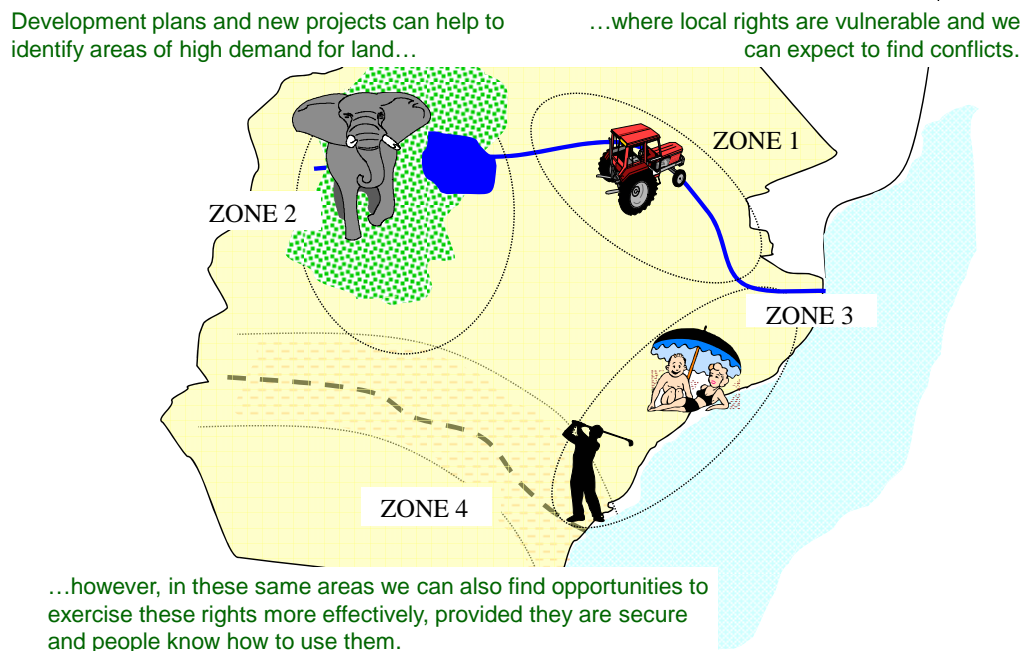 Development plans and new projects can help to
identify areas of high demand for land…
…where local rights are vulnerable and we
can expect to find conflicts.
ZONE 1
ZONE 2
ZONE 3
ZONE 4
…however, in these same areas we can also find opportunities to
exercise these rights more effectively, provided they are secure
and people know how to use them.